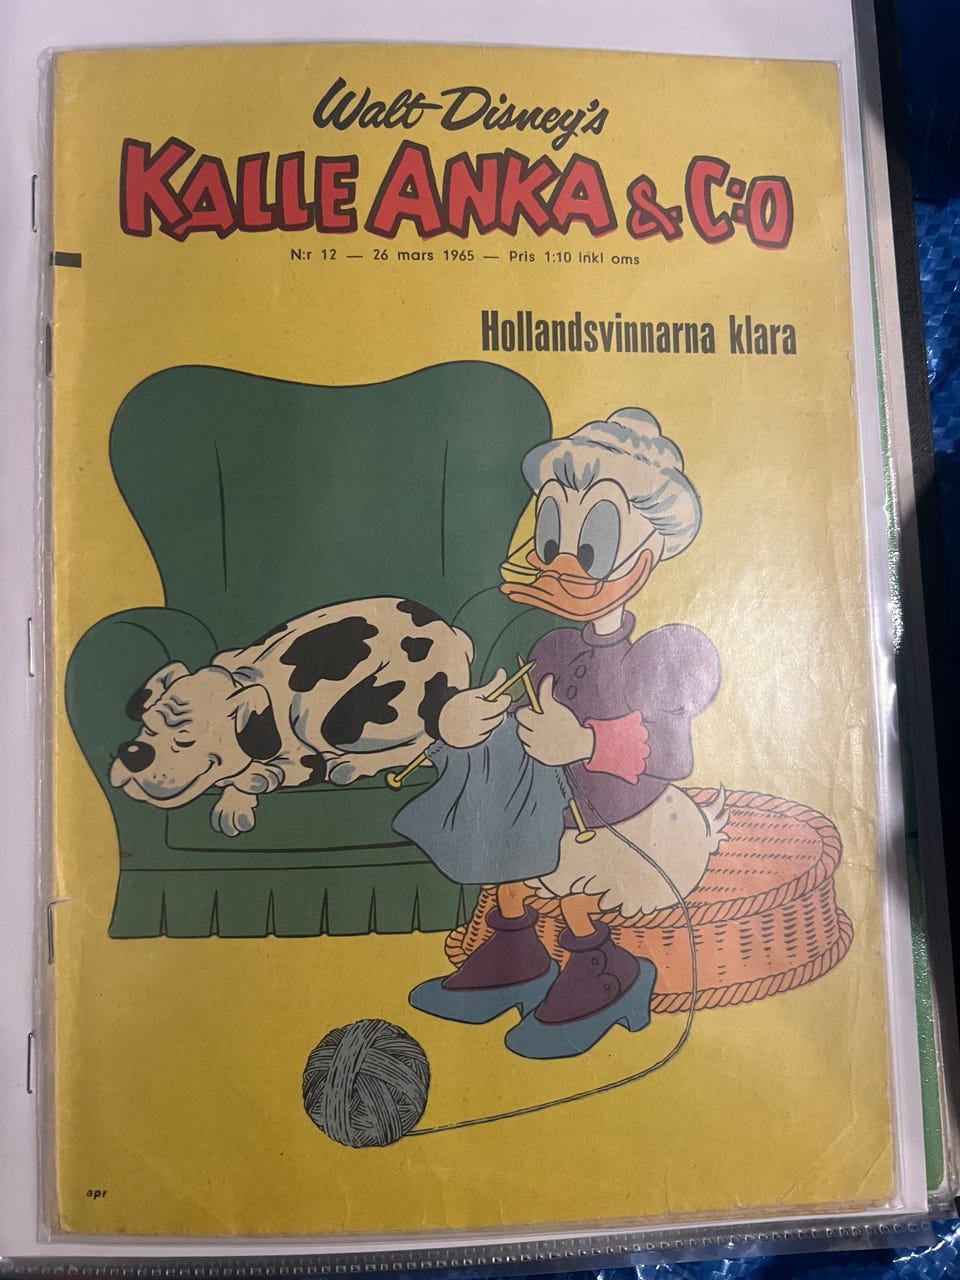 Walt Disney's
KALLE ANKA & C:O
N:r 12 — 26 mars 1965 — Pris 1:10 inkl oms
Hollandsvinnarna klara
apr